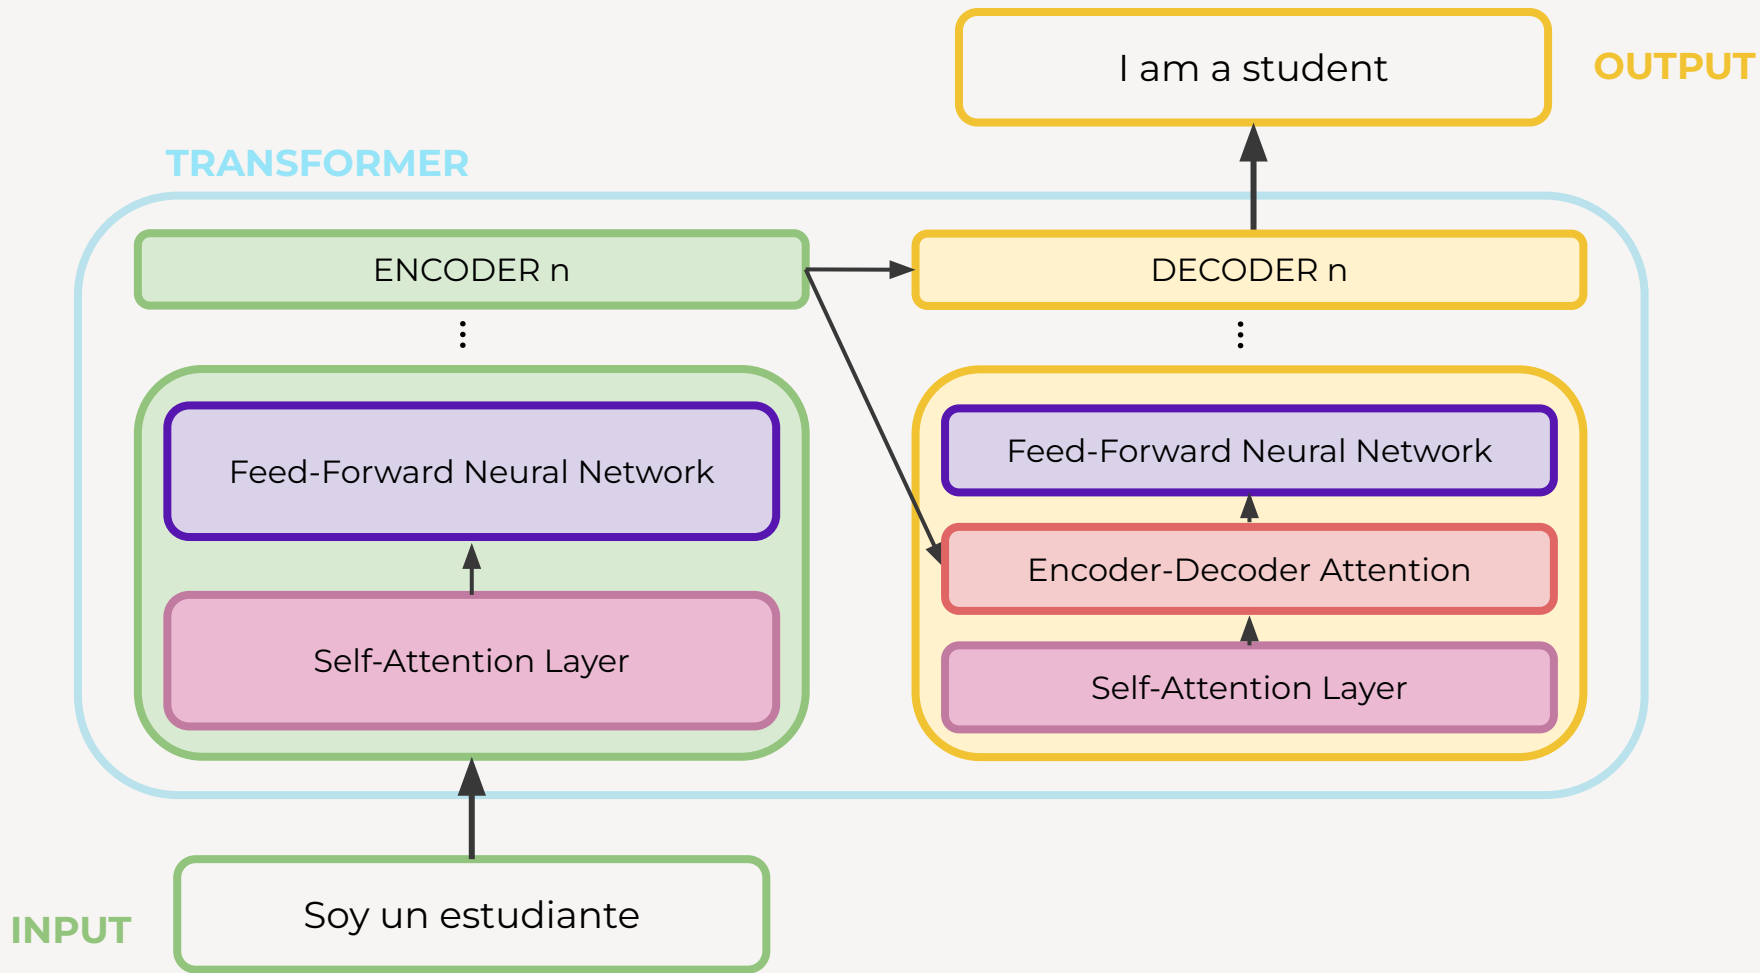 I am a student
OUTPUT
TRANSFORMER
ENCODER n
DECODER n
Feed-Forward Neural Network
Self-Attention Layer
Feed-Forward Neural Network
Encoder-Decoder Attention
Self-Attention Layer
INPUT
Soy un estudiante